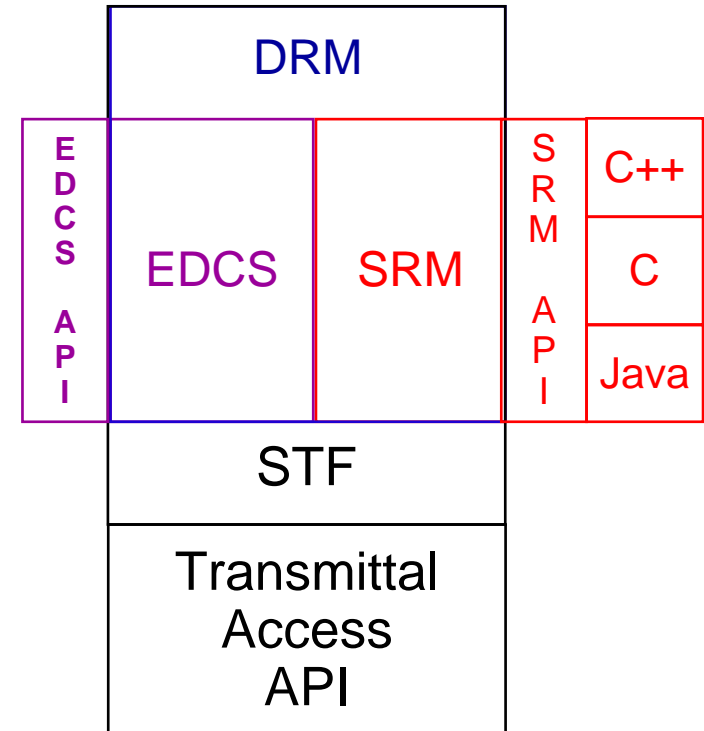 DRM
EDCS API
EDCS
SRM
SRM API
C++
C
Java
STF
Transmittal
Access
API